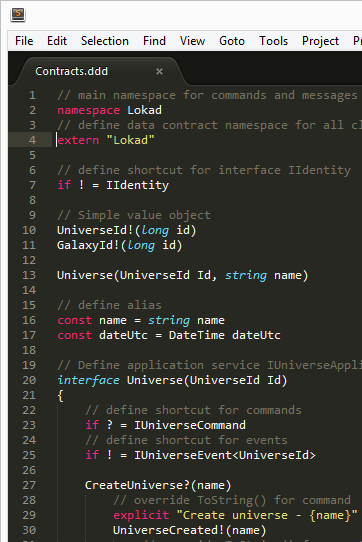 File Edit Selection Find View Goto Tools Project
Contracts.ddd ×
1 // main namespace for commands and messages
2 namespace Lokad
3 // define data contract namespace for all
4 extern "Lokad"
5
6 // define shortcut for interface IIdentity
7 if ! = IIdentity
8
9 // Simple value object
10 UniverseId!(long id)
11 GalaxyId!(long id)
12
13 Universe(UniverseId Id, string name)
14
15 // define alias
16 const name = string name
17 const dateUtc = DateTime dateUtc
18
19 // Define application service IUniverseAppli
20 interface Universe(UniverseId Id)
21 {
22 // define shortcut for commands
23 if ? = IUniverseCommand
24 // define shortcut for events
25 if ! = IUniverseEvent<UniverseId>
26
27 CreateUniverse?(name)
28 // override ToString() for command
29 explicit "Create universe - {name}"
30 UniverseCreated!(name)